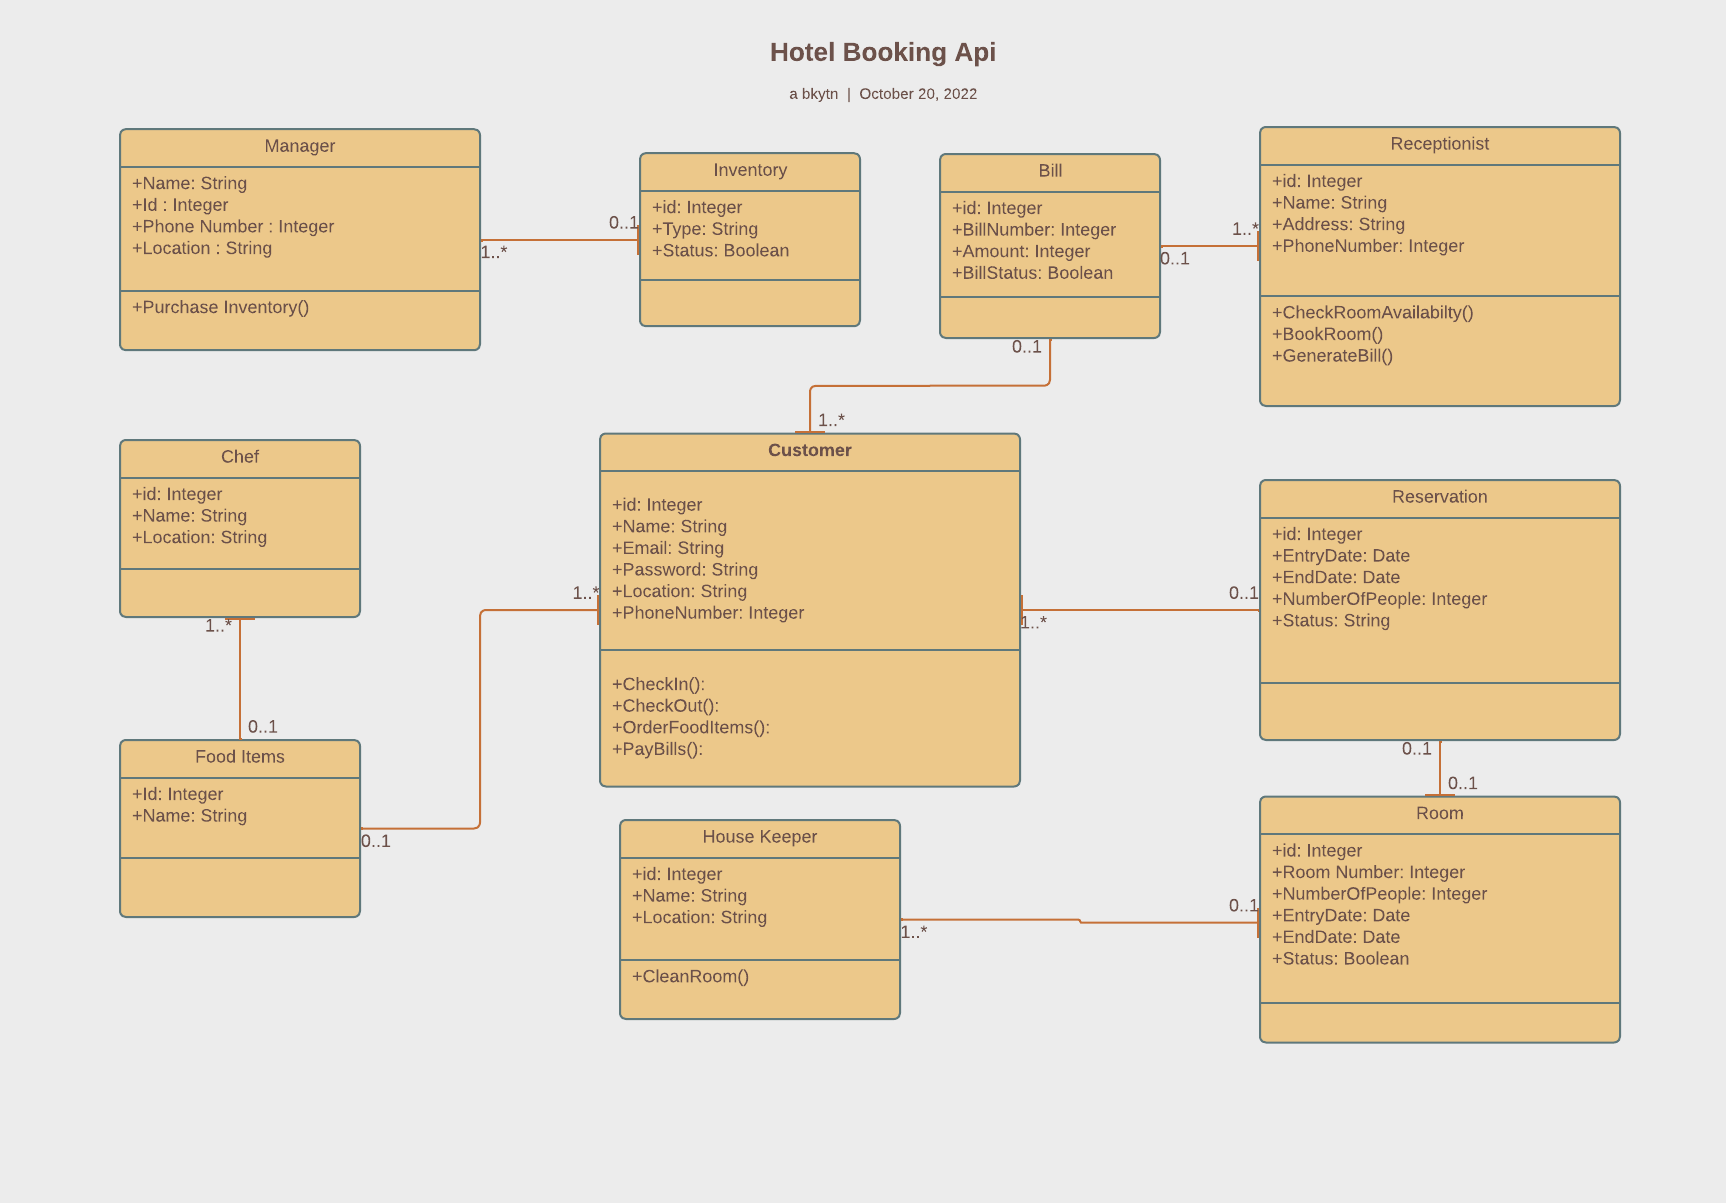 Hotel Booking Api
a bkytn | October 20, 2022
Manager
+Name: String
+Id : Integer
+Phone Number : Integer
+Location : String
+Purchase Inventory()
1..*
0..1
Inventory
+id: Integer
+Type: String
+Status: Boolean
Bill
+id: Integer
+BillNumber: Integer
+Amount: Integer
+BillStatus: Boolean
0..1
1..*
Receptionist
+id: Integer
+Name: String
+Address: String
+PhoneNumber: Integer
+CheckRoomAvailabilty()
+BookRoom()
+GenerateBill()
0..1
1..*
Chef
+id: Integer
+Name: String
+Location: String
1..*
0..1
Food Items
+Id: Integer
+Name: String
0..1
1..*
Customer
+id: Integer
+Name: String
+Email: String
+Password: String
+Location: String
+PhoneNumber: Integer
+CheckIn():
+CheckOut():
+OrderFoodItems():
+PayBills():
1..*
0..1
Reservation
+id: Integer
+EntryDate: Date
+EndDate: Date
+NumberOfPeople: Integer
+Status: String
0..1
0..1
House Keeper
+id: Integer
+Name: String
+Location: String
+CleanRoom()
1..*
0..1
Room
+id: Integer
+Room Number: Integer
+NumberOfPeople: Integer
+EntryDate: Date
+EndDate: Date
+Status: Boolean